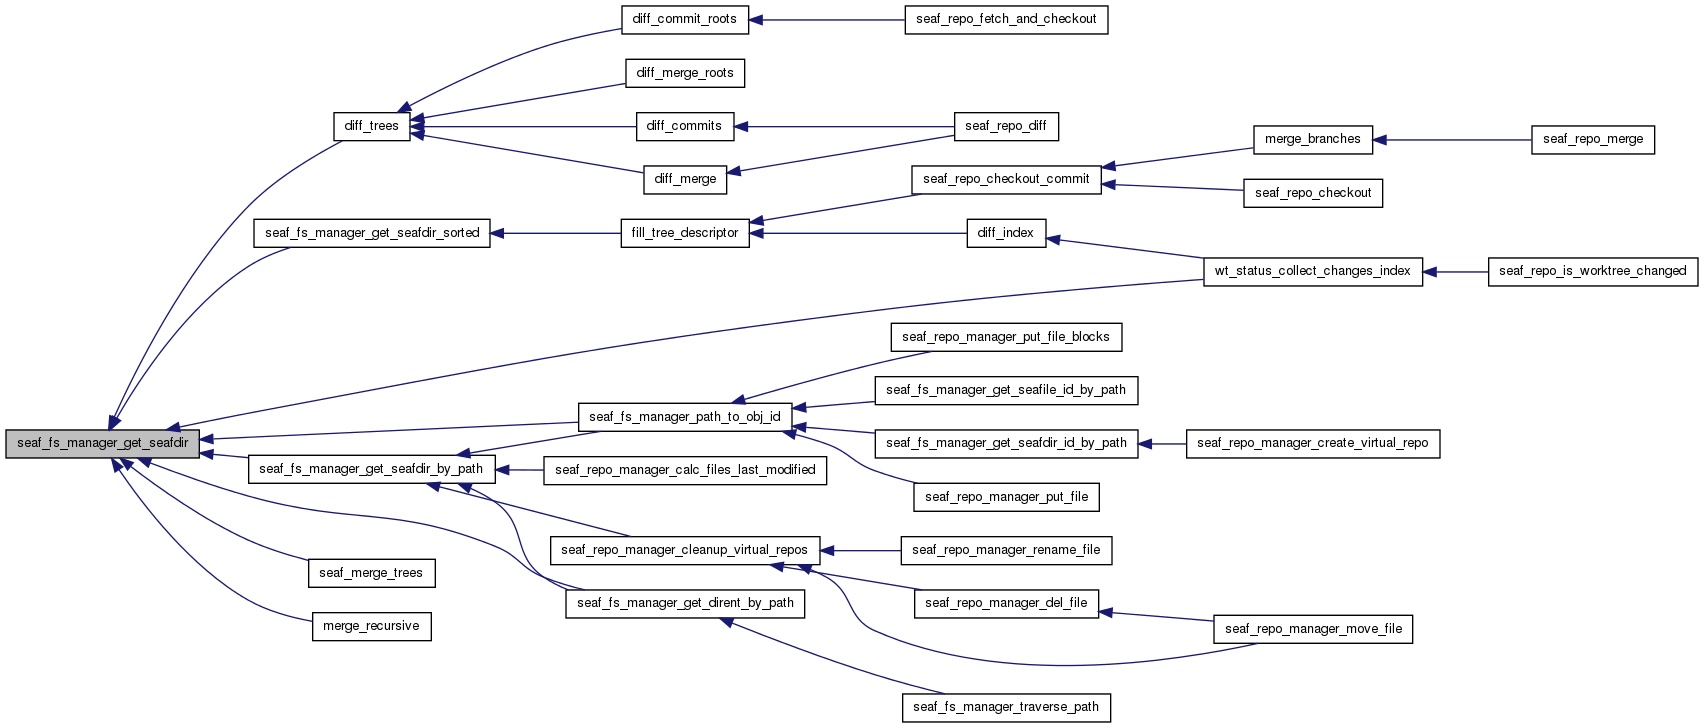 diff_commit_roots
seaf_repo_fetch_and_checkout
diff_merge_roots
diff_trees
diff_commits
seaf_repo_diff
merge_branches
seaf_repo_merge
diff_merge
seaf_repo_checkout_commit
seaf_repo_checkout
seaf_fs_manager_get_seafdir_sorted
fill_tree_descriptor
diff_index
wt_status_collect_changes_index
seaf_repo_is_worktree_changed
seaf_repo_manager_put_file_blocks
seaf_fs_manager_get_seafile_id_by_path
seaf_fs_manager_path_to_obj_id
seaf_fs_manager_get_seafdir
seaf_fs_manager_get_seafdir_id_by_path
seaf_repo_manager_create_virtual_repo
seaf_fs_manager_get_seafdir_by_path
seaf_repo_manager_calc_files_last_modified
seaf_repo_manager_put_file
seaf_repo_manager_cleanup_virtual_repos
seaf_repo_manager_rename_file
seaf_merge_trees
seaf_fs_manager_get_dirent_by_path
seaf_repo_manager_del_file
merge_recursive
seaf_repo_manager_move_file
seaf_fs_manager_traverse_path